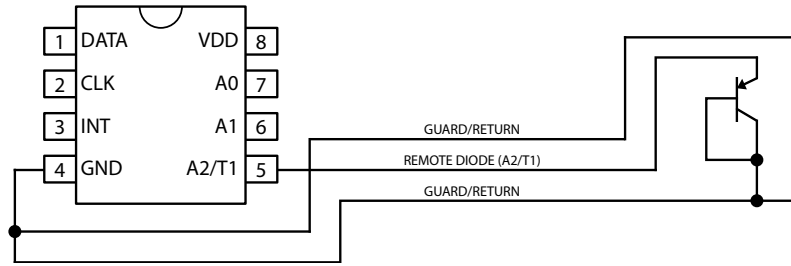 1 DATA VDD 8
2 CLK A0 7
3 INT A1 6
4 GND A2/T1 5
GUARD/RETURN
REMOTE DIODE (A2/T1)
GUARD/RETURN